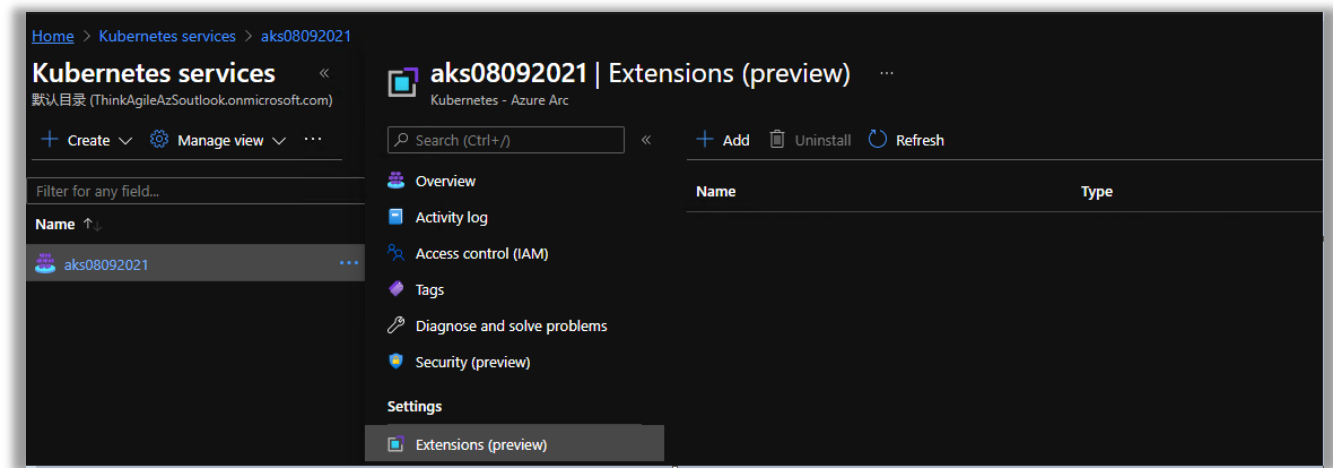 Home > Kubernetes services > aks08092021
Kubernetes services «
默认目录 (ThinkAgileAzSoutlook.onmicrosoft.com)
+ Create Manage view ···
Filter for any field...
Name ↑↓
aks08092021 ···
aks08092021 | Extensions (preview) ···
Kubernetes - Azure Arc
Search (Ctrl+/) «
Overview
Activity log
Access control (IAM)
Tags
Diagnose and solve problems
Security (preview)
Settings
Extensions (preview)
+ Add Uninstall Refresh
Name Type